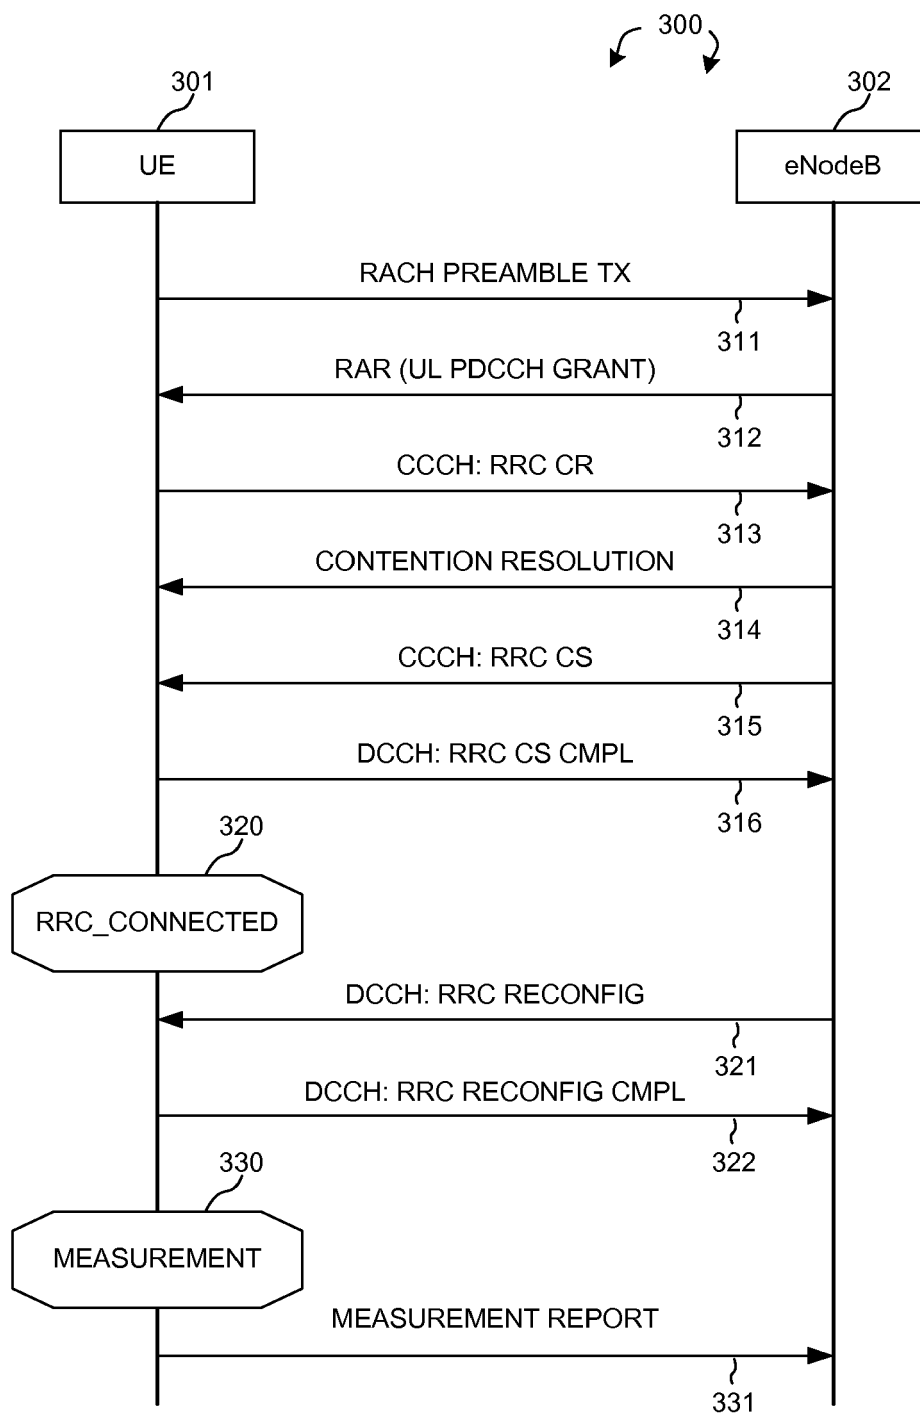 300
301
302
UE
eNodeB
RACH PREAMBLE TX
311
RAR (UL PDCCH GRANT)
312
CCCH: RRC CR
313
CONTENTION RESOLUTION
314
CCCH: RRC CS
315
DCCH: RRC CS CMPL
316
320
RRC_CONNECTED
DCCH: RRC RECONFIG
321
DCCH: RRC RECONFIG CMPL
322
330
MEASUREMENT
MEASUREMENT REPORT
331